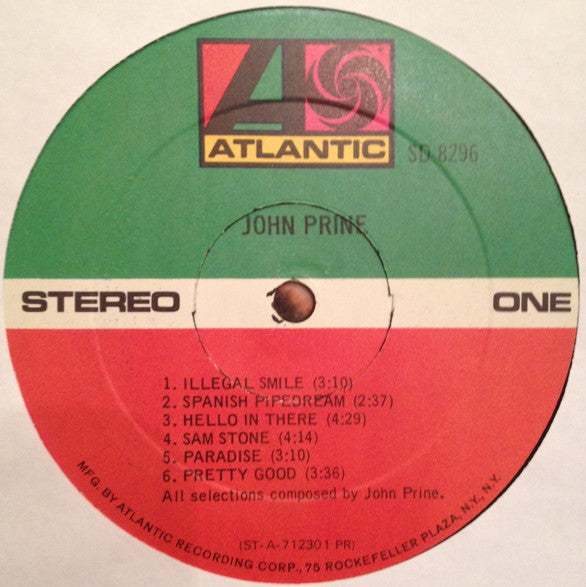 ATLANTIC
SD 8296
JOHN PRINE
STEREO
ONE
1. ILLEGAL SMILE (3:10)
2. SPANISH PIPEDREAM (2:37)
3. HELLO IN THERE (4:29)
4. SAM STONE (4:14)
5. PARADISE (3:10)
6. PRETTY GOOD (3:36)
All selections composed by John Prine.
(ST-A-712301 PR)
MFG. BY ATLANTIC RECORDING CORP., 75 ROCKEFELLER PLAZA, N.Y., N.Y.